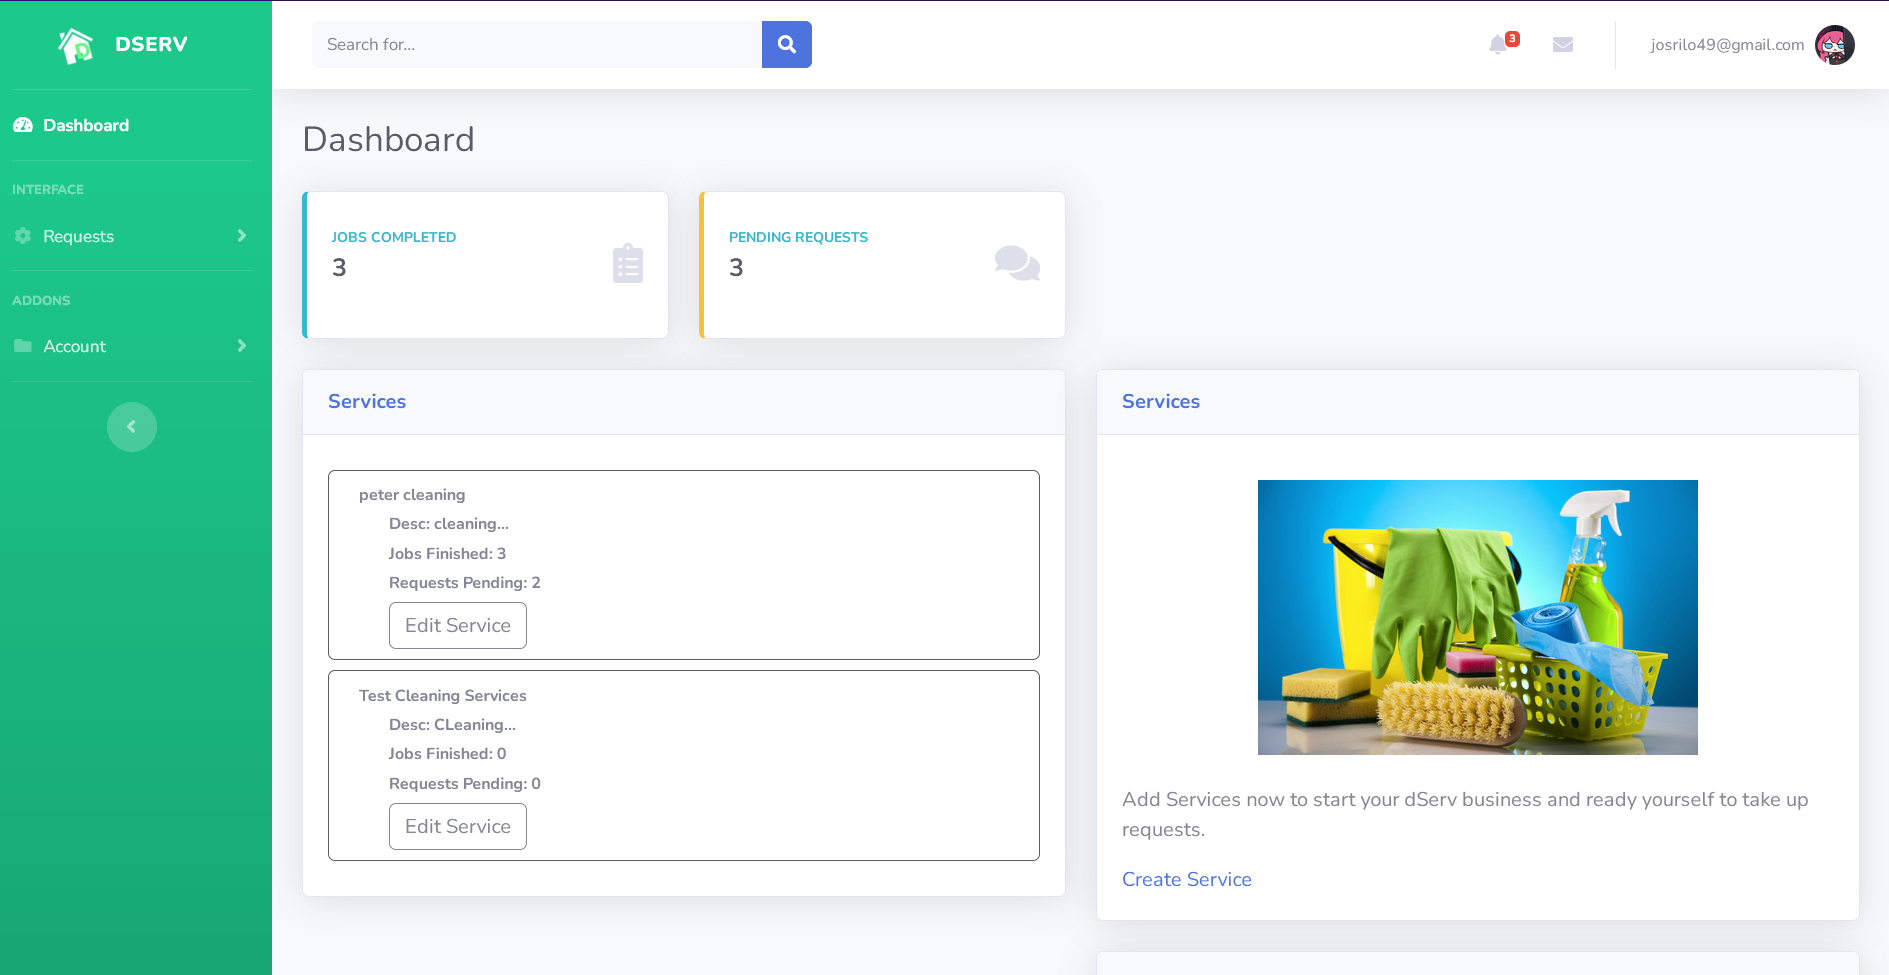 DSERV
Search for...
3
josrilo49@gmail.com
Dashboard
INTERFACE
Requests
ADDONS
Account
Dashboard
JOBS COMPLETED
3
PENDING REQUESTS
3
Services
peter cleaning
Desc: cleaning...
Jobs Finished: 3
Requests Pending: 2
Edit Service
Test Cleaning Services
Desc: CLeaning...
Jobs Finished: 0
Requests Pending: 0
Edit Service
Services
Add Services now to start your dServ business and ready yourself to take up
requests.
Create Service